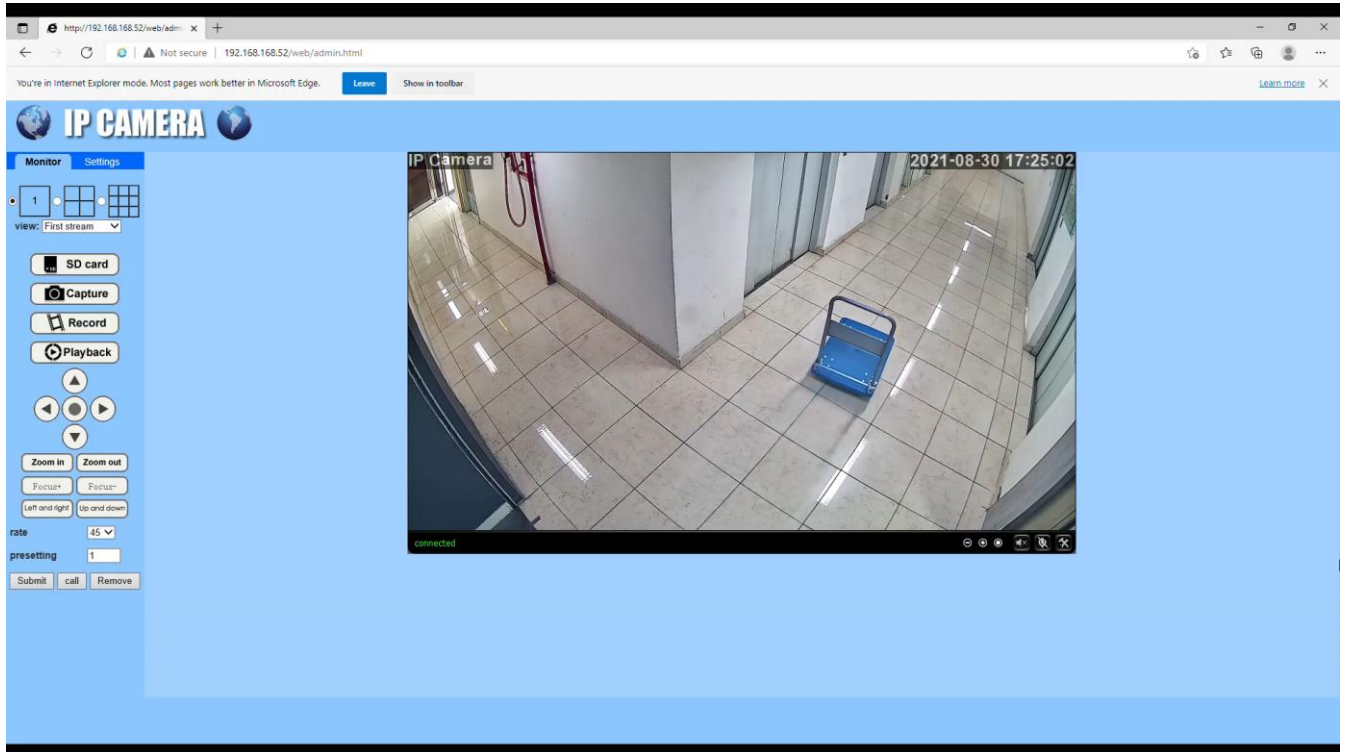 http://192.168.168.52/web/adm
Not secure | 192.168.168.52/web/admin.html
You're in Internet Explorer mode. Most pages work better in Microsoft Edge. Leave Show in toolbar Learn more
IP CAMERA
Monitor Settings
IP Camera 2021-08-30 17:25:02
1
view: First stream
SD card
Capture
Record
Playback
Zoom in Zoom out
Focus+ Focus-
Left and right Up and down
rate 45
connected
presetting 1
Submit call Remove